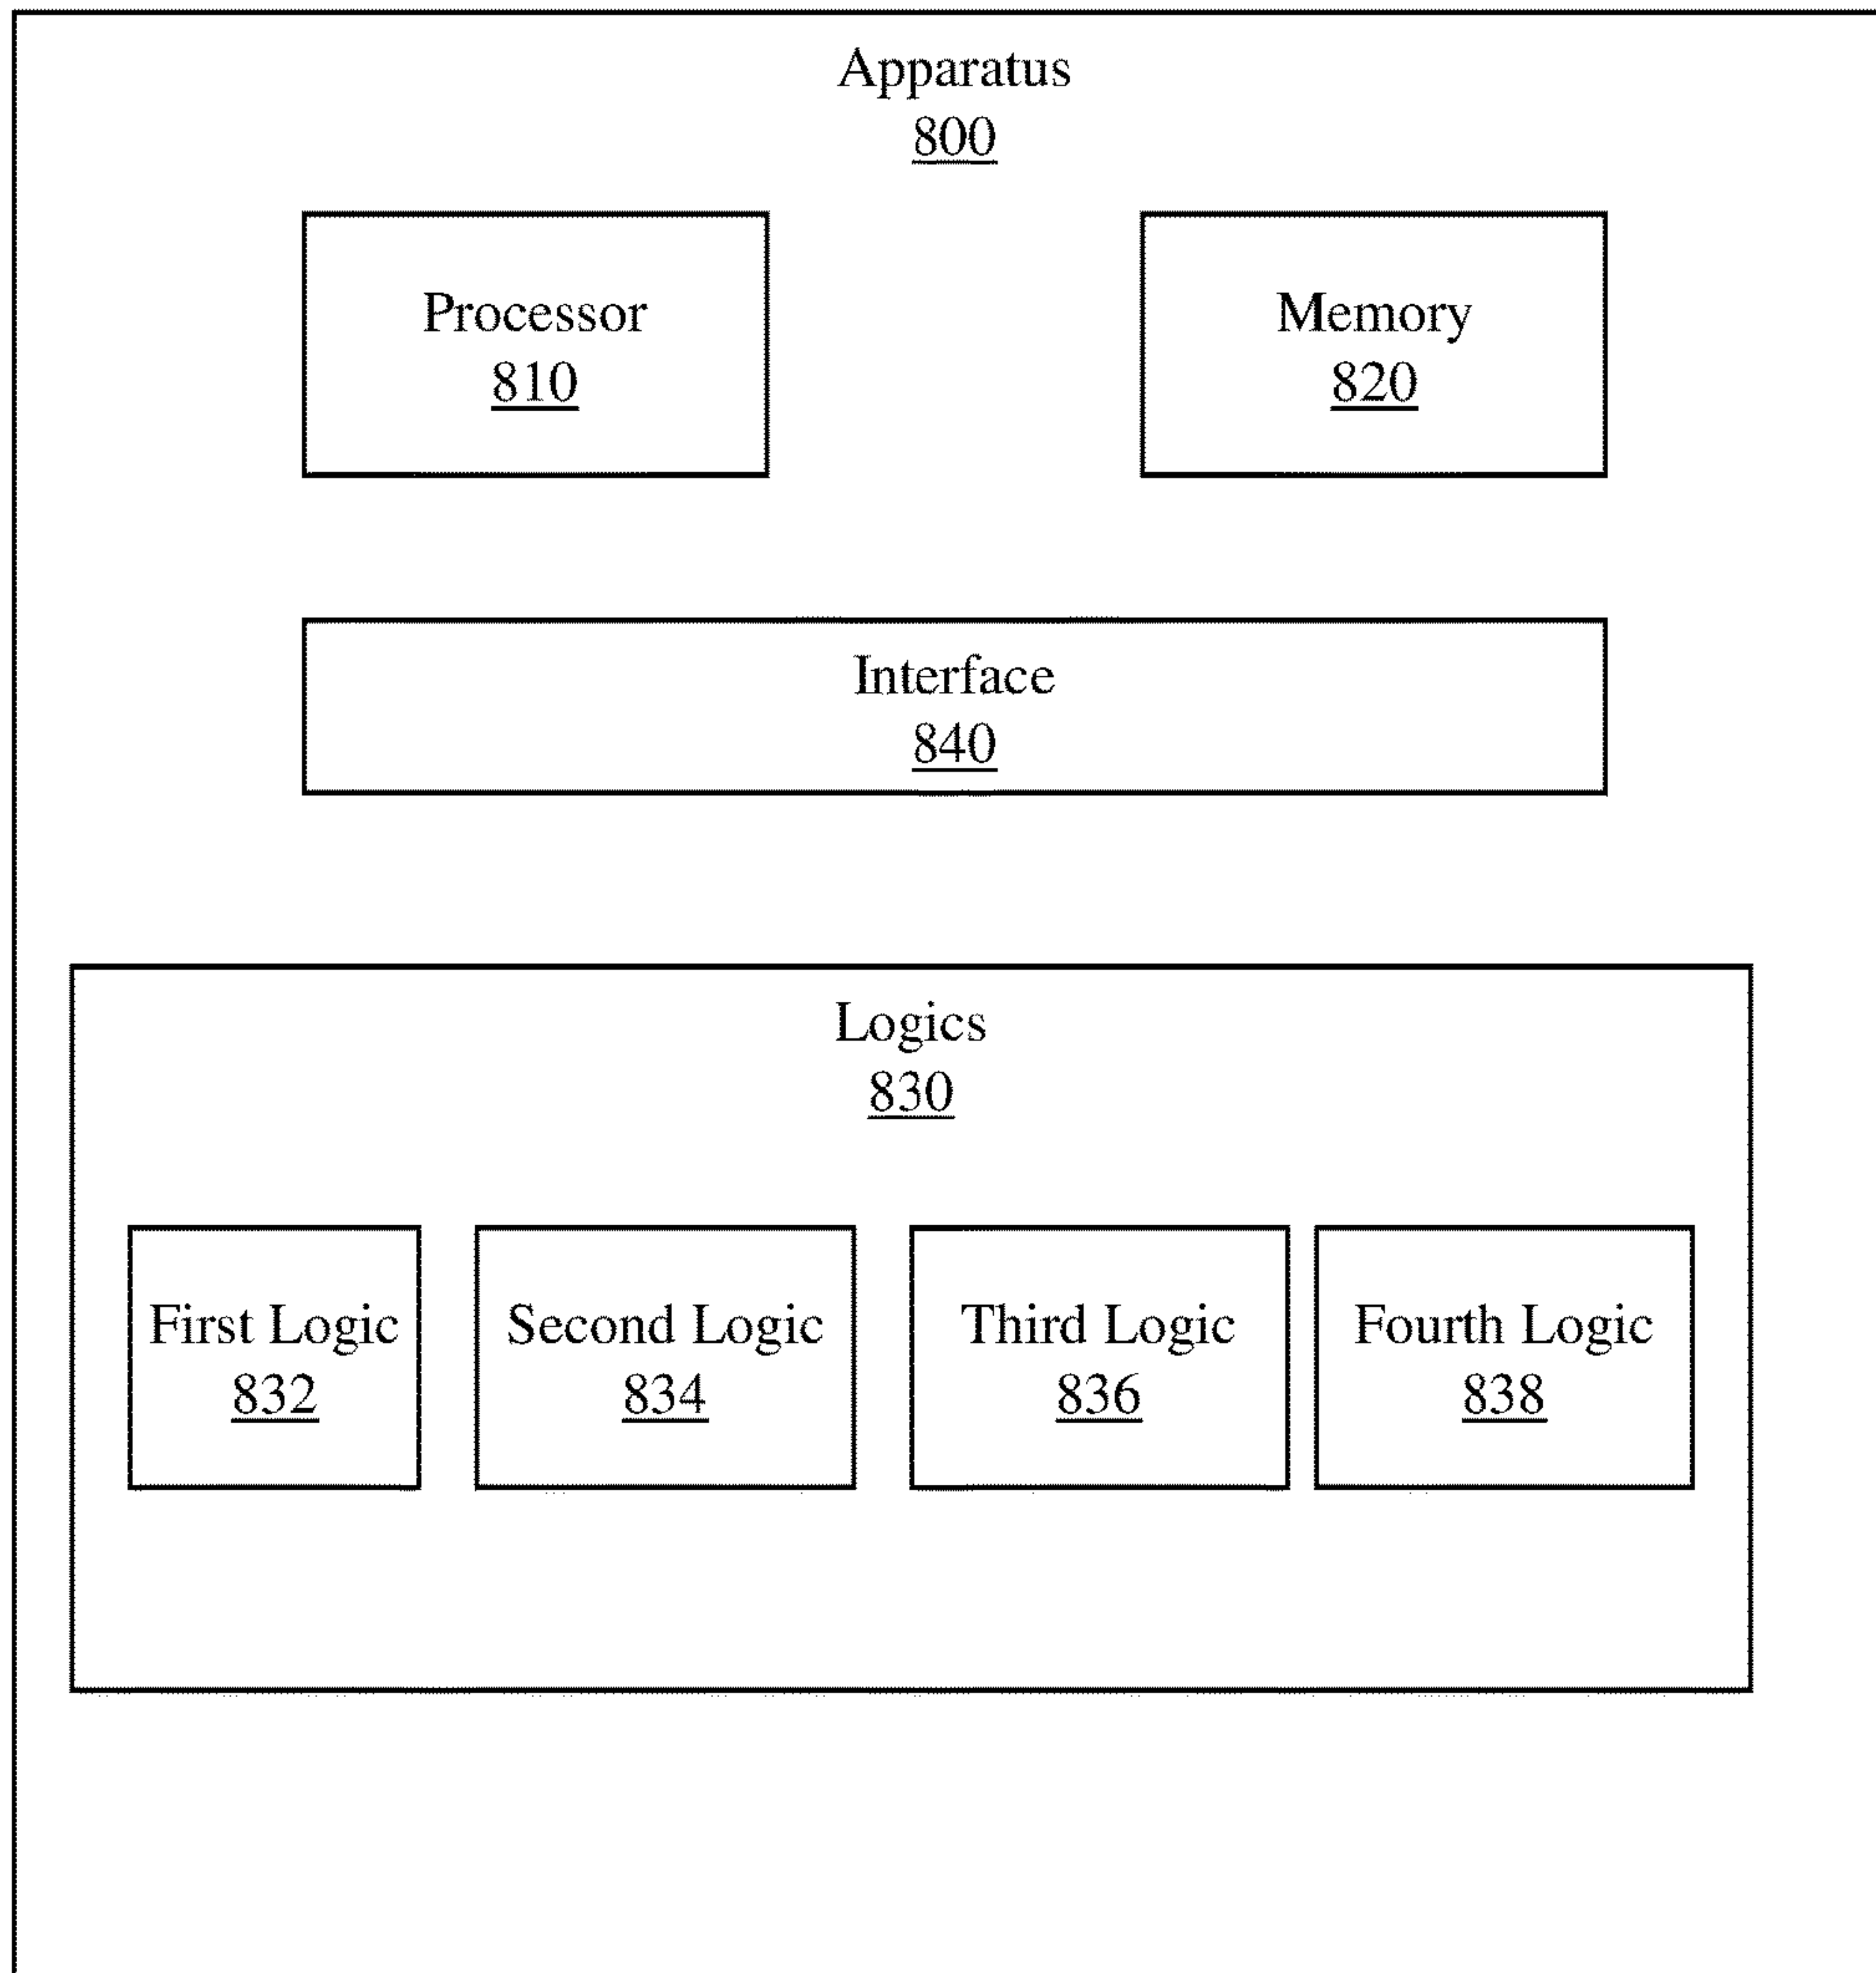 Apparatus
800
Processor
810
Memory
820
Interface
840
Logics
830
First Logic
832
Second Logic
834
Third Logic
836
Fourth Logic
838